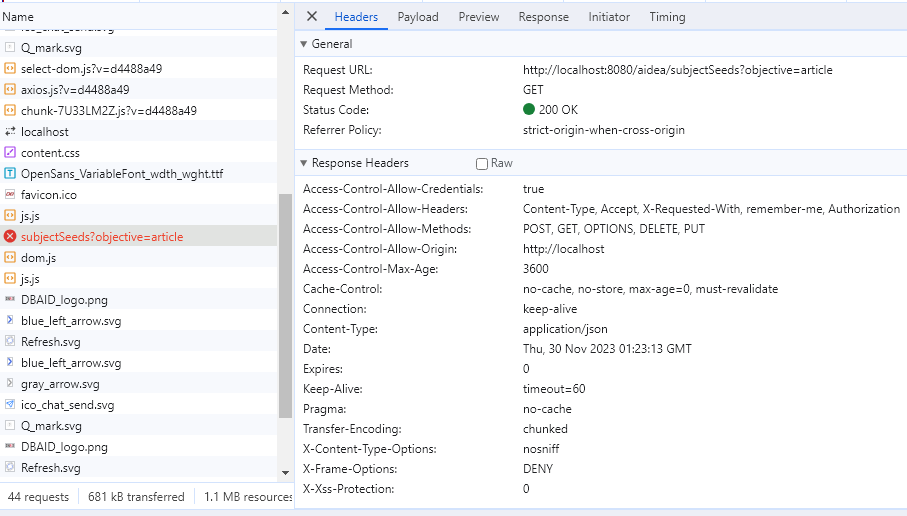 Name
ico_chat_send.svg
Q_mark.svg
select-dom.js?v=d4488a49
axios.js?v=d4488a49
chunk-7U33LM2Z.js?v=d4488a49
localhost
content.css
OpenSans_VariableFont_wdth_wght.ttf
favicon.ico
js.js
subjectSeeds?objective=article
dom.js
js.js
DBAID_logo.png
blue_left_arrow.svg
Refresh.svg
blue_left_arrow.svg
gray_arrow.svg
ico_chat_send.svg
Q_mark.svg
DBAID_logo.png
Refresh.svg
44 requests 681 kB transferred 1.1 MB resources
Headers Payload Preview Response Initiator Timing
General
Request URL: http://localhost:8080/aidea/subjectSeeds?objective=article
Request Method: GET
Status Code: 200 OK
Referrer Policy: strict-origin-when-cross-origin
Response Headers Raw
Access-Control-Allow-Credentials: true
Access-Control-Allow-Headers: Content-Type, Accept, X-Requested-With, remember-me, Authorization
Access-Control-Allow-Methods: POST, GET, OPTIONS, DELETE, PUT
Access-Control-Allow-Origin: http://localhost
Access-Control-Max-Age: 3600
Cache-Control: no-cache, no-store, max-age=0, must-revalidate
Connection: keep-alive
Content-Type: application/json
Date: Thu, 30 Nov 2023 01:23:13 GMT
Expires: 0
Keep-Alive: timeout=60
Pragma: no-cache
Transfer-Encoding: chunked
X-Content-Type-Options: nosniff
X-Frame-Options: DENY
X-Xss-Protection: 0